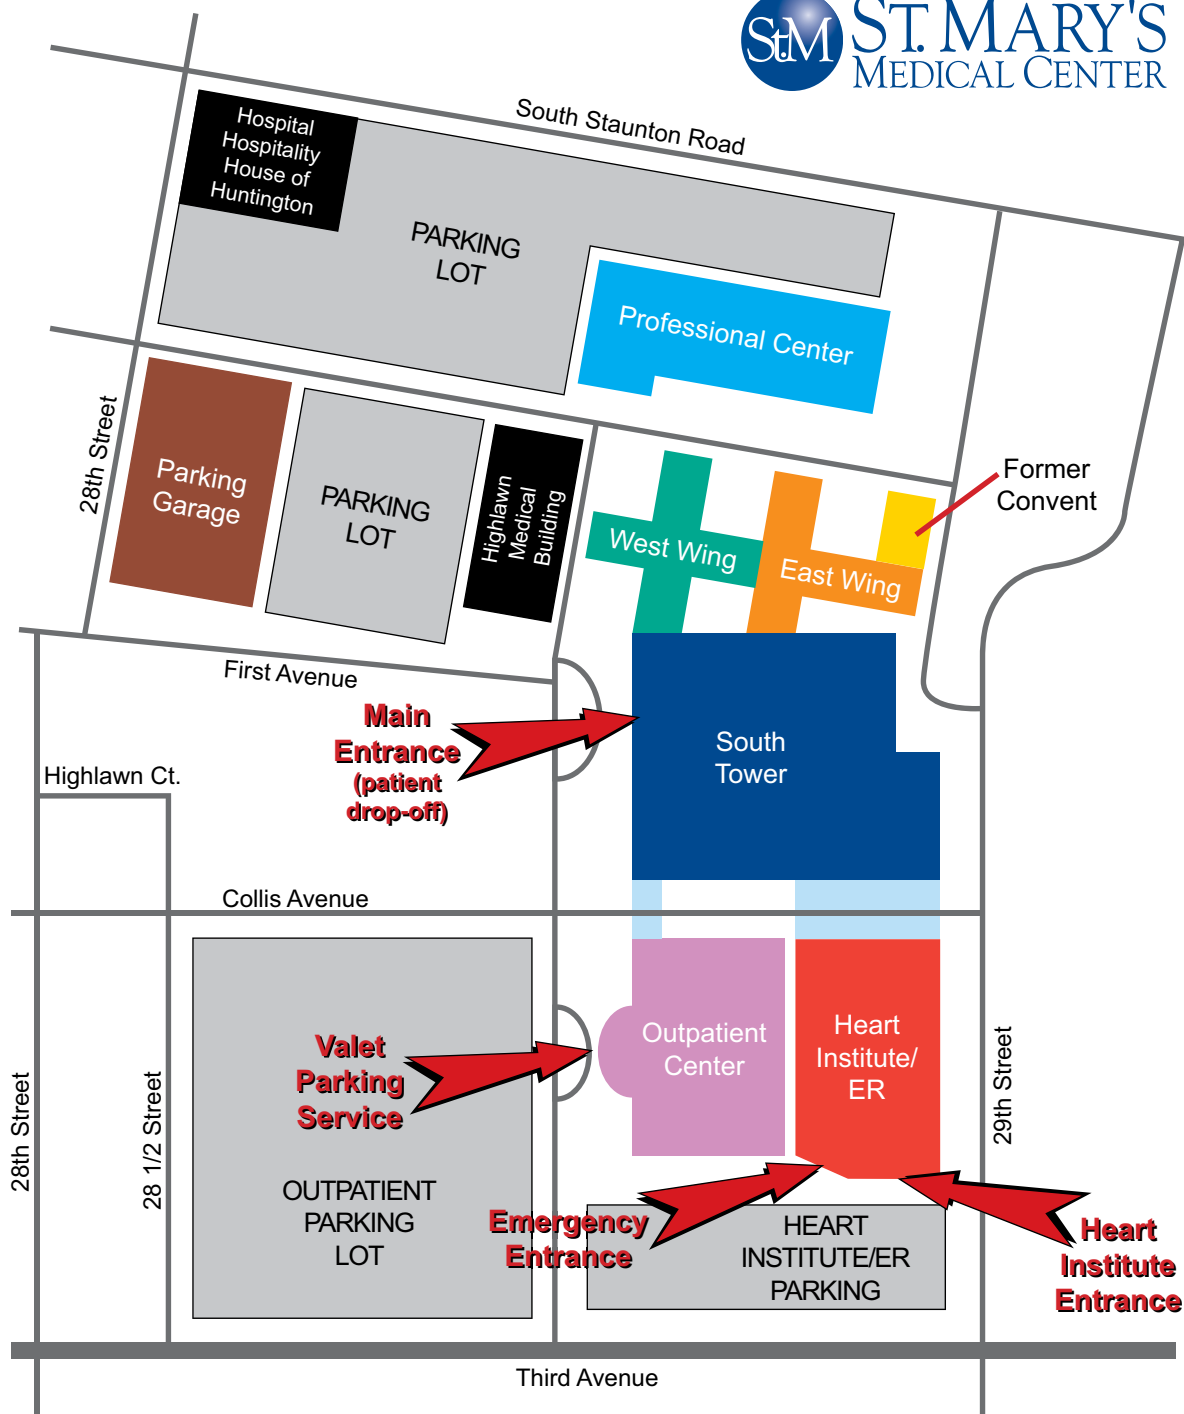 StM
ST. MARY'S
MEDICAL CENTER
South Staunton Road
Hospital
Hospitality
House of
Huntington
PARKING
LOT
Professional Center
28th Street
Parking
Garage
PARKING
LOT
Highlawn
Medical
Building
West Wing
East Wing
Former
Convent
First Avenue
Main
Entrance
(patient
drop-off)
South
Tower
Highlawn Ct.
Collis Avenue
Valet
Parking
Service
Outpatient
Center
Heart
Institute/
ER
28th Street
28 1/2 Street
29th Street
OUTPATIENT
PARKING
LOT
Emergency
Entrance
HEART
INSTITUTE/ER
PARKING
Heart
Institute
Entrance
Third Avenue